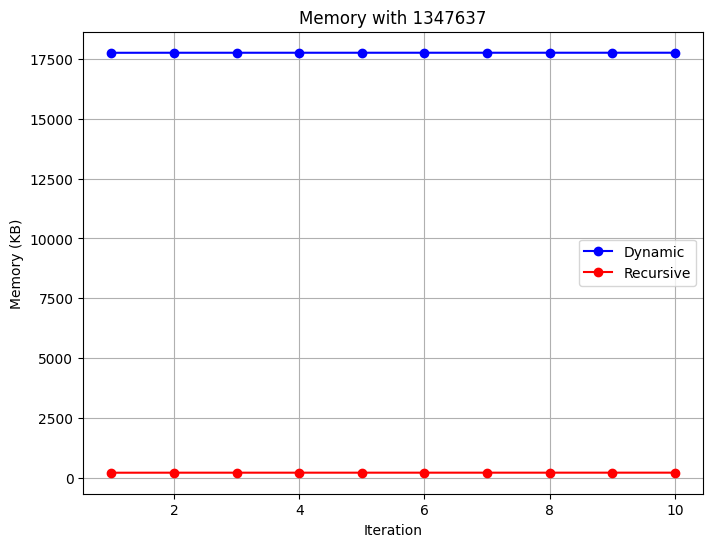 Memory with 1347637
Memory (KB)
17500
15000
12500
10000
7500
5000
2500
0
Dynamic
Recursive
2 4 6 8 10
Iteration